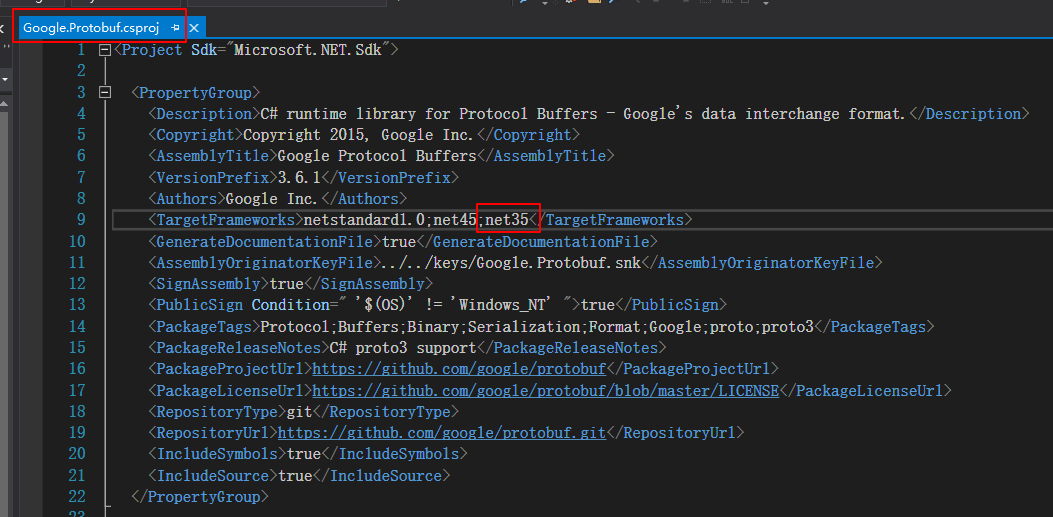 Google.Protobuf.csproj
1 <Project Sdk="Microsoft.NET.Sdk">
2
3 <PropertyGroup>
4 <Description>C# runtime library for Protocol Buffers - Google's data interchange format.</Description>
5 <Copyright>Copyright 2015, Google Inc.</Copyright>
6 <AssemblyTitle>Google Protocol Buffers</AssemblyTitle>
7 <VersionPrefix>3.6.1</VersionPrefix>
8 <Authors>Google Inc.</Authors>
9 <TargetFrameworks>netstandard1.0;net45;net35</TargetFrameworks>
10 <GenerateDocumentationFile>true</GenerateDocumentationFile>
11 <AssemblyOriginatorKeyFile>../../keys/Google.Protobuf.snk</AssemblyOriginatorKeyFile>
12 <SignAssembly>true</SignAssembly>
13 <PublicSign Condition=" '$(OS)' != 'Windows_NT' ">true</PublicSign>
14 <PackageTags>Protocol;Buffers;Binary;Serialization;Format;Google;proto;proto3</PackageTags>
15 <PackageReleaseNotes>C# proto3 support</PackageReleaseNotes>
16 <PackageProjectUrl>https://github.com/google/protobuf</PackageProjectUrl>
17 <PackageLicenseUrl>https://github.com/google/protobuf/blob/master/LICENSE</PackageLicenseUrl>
18 <RepositoryType>git</RepositoryType>
19 <RepositoryUrl>https://github.com/google/protobuf.git</RepositoryUrl>
20 <IncludeSymbols>true</IncludeSymbols>
21 <IncludeSource>true</IncludeSource>
22 </PropertyGroup>
23